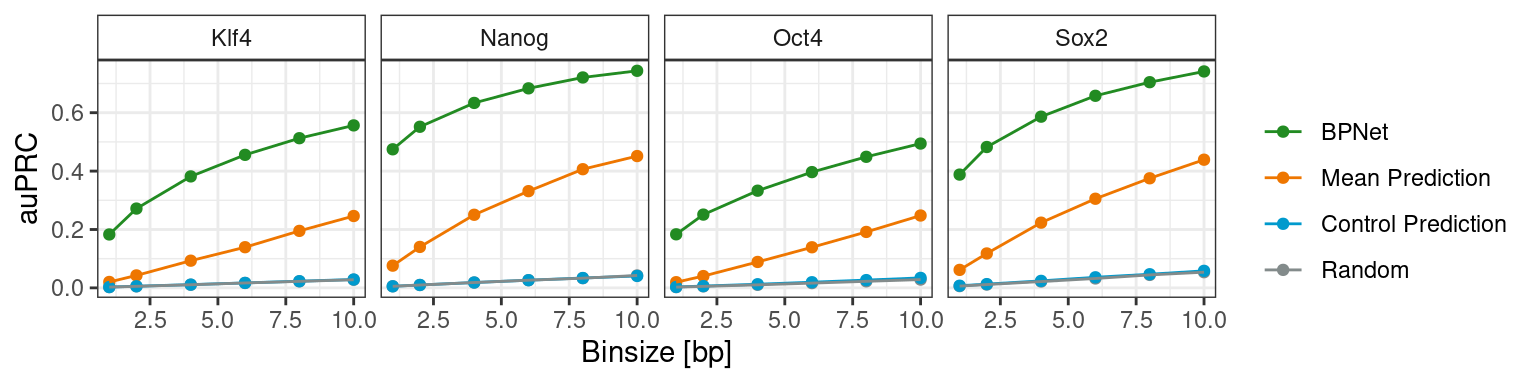 Klf4 Nanog Oct4 Sox2
auPRC
0.6
0.4
0.2
0.0
2.5 5.0 7.5 10.0 2.5 5.0 7.5 10.0 2.5 5.0 7.5 10.0 2.5 5.0 7.5 10.0
Binsize [bp]
BPNet
Mean Prediction
Control Prediction
Random